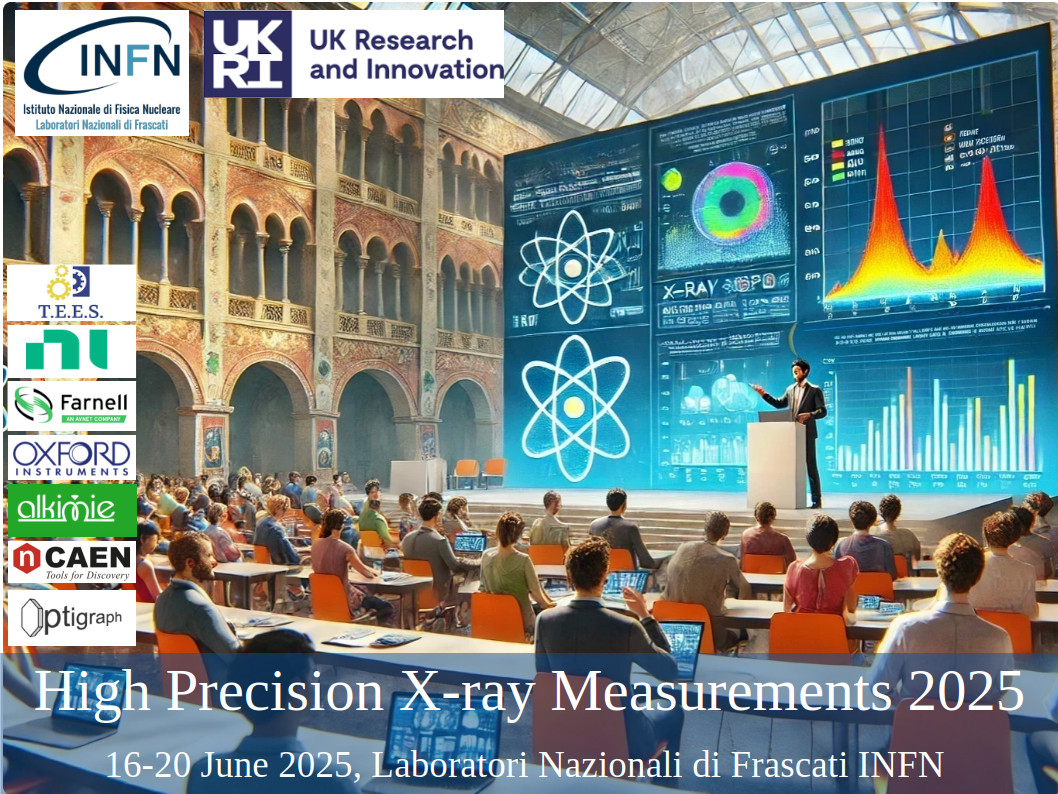 INFN
Istituto Nazionale di Fisica Nucleare
Laboratori Nazionali di Frascati
UK
RI
UK Research
and Innovation
X-RAY
T.E.E.S.
Farnell
AN AVNET COMPANY
OXFORD
INSTRUMENTS
alkimie
CAEN
Tools for Discovery
Optigraph
High Precision X-ray Measurements 2025
16-20 June 2025, Laboratori Nazionali di Frascati INFN